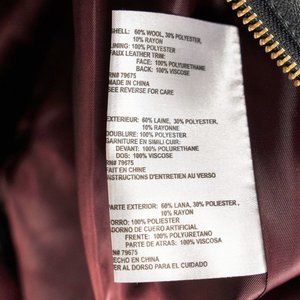 SHELL: 60% WOOL, 30% POLYESTER,
10% RAYON
LINING: 100% POLYESTER
FAUX LEATHER TRIM:
FACE: 100% POLYURETHANE
BACK: 100% VISCOSE
RN# 79675
MADE IN CHINA
SEE REVERSE FOR CARE
EXTERIEUR: 60% LAINE, 30% POLYESTER,
10% RAYONNE
DOUBLURE: 100% POLYESTER
GARNITURE EN SIMILI CUIR:
DEVANT: 100% POLYURETHANE
DOS: 100% VISCOSE
RN# 79675
FAIT EN CHINE
INSTRUCTIONS D'ENTRETIEN AU VERSO
PARTE EXTERIOR: 60% LANA, 30% POLYESTER,
10% RAYON
FORRO: 100% POLIESTER
ADORNO DE CUERO ARTIFICIAL
FRENTE: 100% POLYURETANO
PARTE DE ATRAS: 100% VISCOSE
RN# 79675
HECHO EN CHINA
VER AL DORSO PARA EL CUIDADO